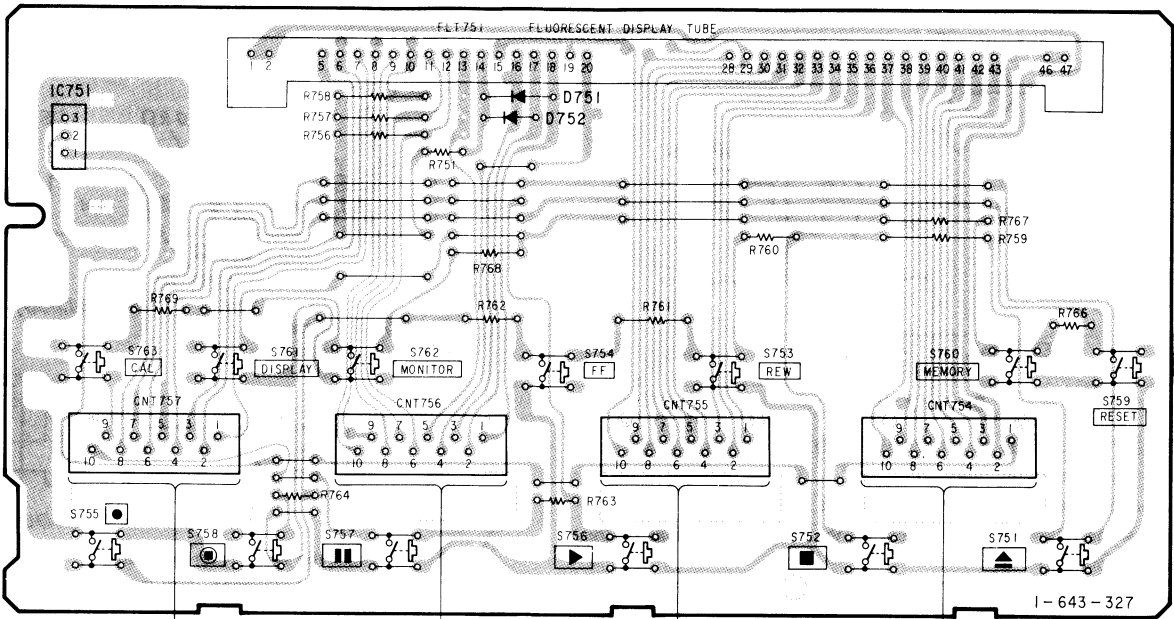 FLT751 FLUORESCENT DISPLAY TUBE
1 2 5 6 7 8 9 10 11 12 13 14 15 16 17 18 19 20 28 29 30 31 32 33 34 35 36 37 38 39 40 41 42 43 46 47
IC751
3
2
1
R758
D751
R757
D752
R756
R751
R767
R759
R760
R768
R769
R762
R761
R766
S763
CAL
S761
DISPLAY
S762
MONITOR
S754
FF
S753
REW
S760
MEMORY
S759
RESET
CNT757
9 7 5 3 1
10 8 6 4 2
CNT756
9 7 5 3 1
10 8 6 4 2
CNT755
9 7 5 3 1
10 8 6 4 2
CNT754
9 7 5 3 1
10 8 6 4 2
R764
R763
S755
S758
S757
S756
S752
S751
1-643-327